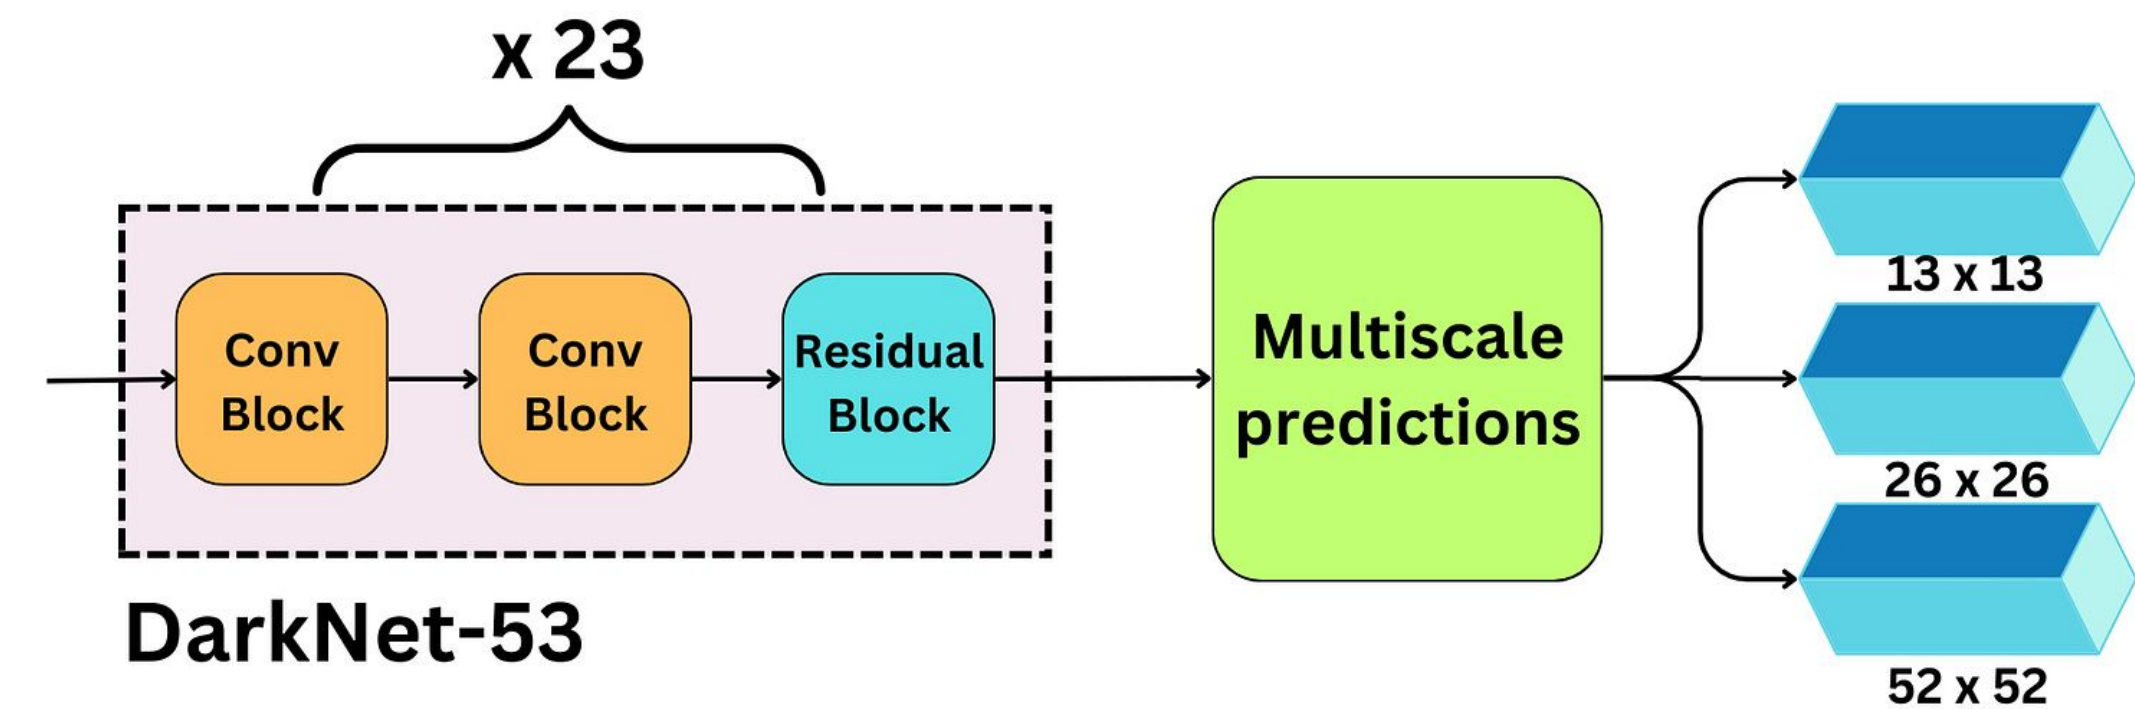 x 23
Conv
Block
Conv
Block
Residual
Block
DarkNet-53
Multiscale
predictions
13 x 13
26 x 26
52 x 52